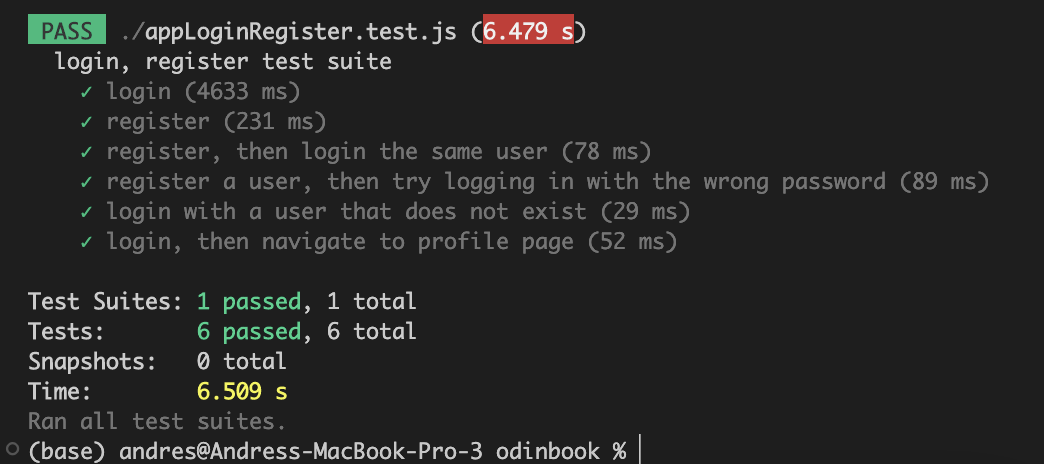 PASS ./appLoginRegister.test.js (6.479 s)
login, register test suite
✓ login (4633 ms)
✓ register (231 ms)
✓ register, then login the same user (78 ms)
✓ register a user, then try logging in with the wrong password (89 ms)
✓ login with a user that does not exist (29 ms)
✓ login, then navigate to profile page (52 ms)
Test Suites: 1 passed, 1 total
Tests: 6 passed, 6 total
Snapshots: 0 total
Time: 6.509 s
Ran all test suites.
(base) andres@Andress-MacBook-Pro-3 odinbook %